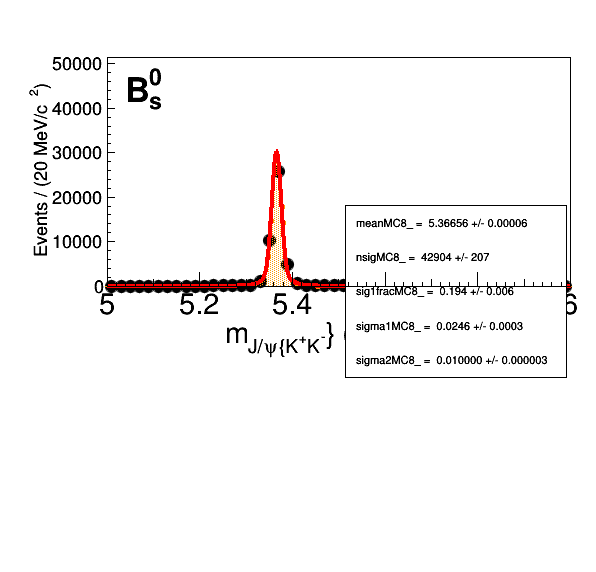 50000
40000
30000
20000
10000
0
Events / (20 MeV/c 2)
B0s
meanMC8_ = 5.36656 +/- 0.00006
nsigMC8_ = 42904 +/- 207
sig1fracMC8_ = 0.194 +/- 0.006
sigma1MC8_ = 0.0246 +/- 0.0003
sigma2MC8_ = 0.010000 +/- 0.000003
5 5.2 5.4 6
mJ/ψ{K+K-} (